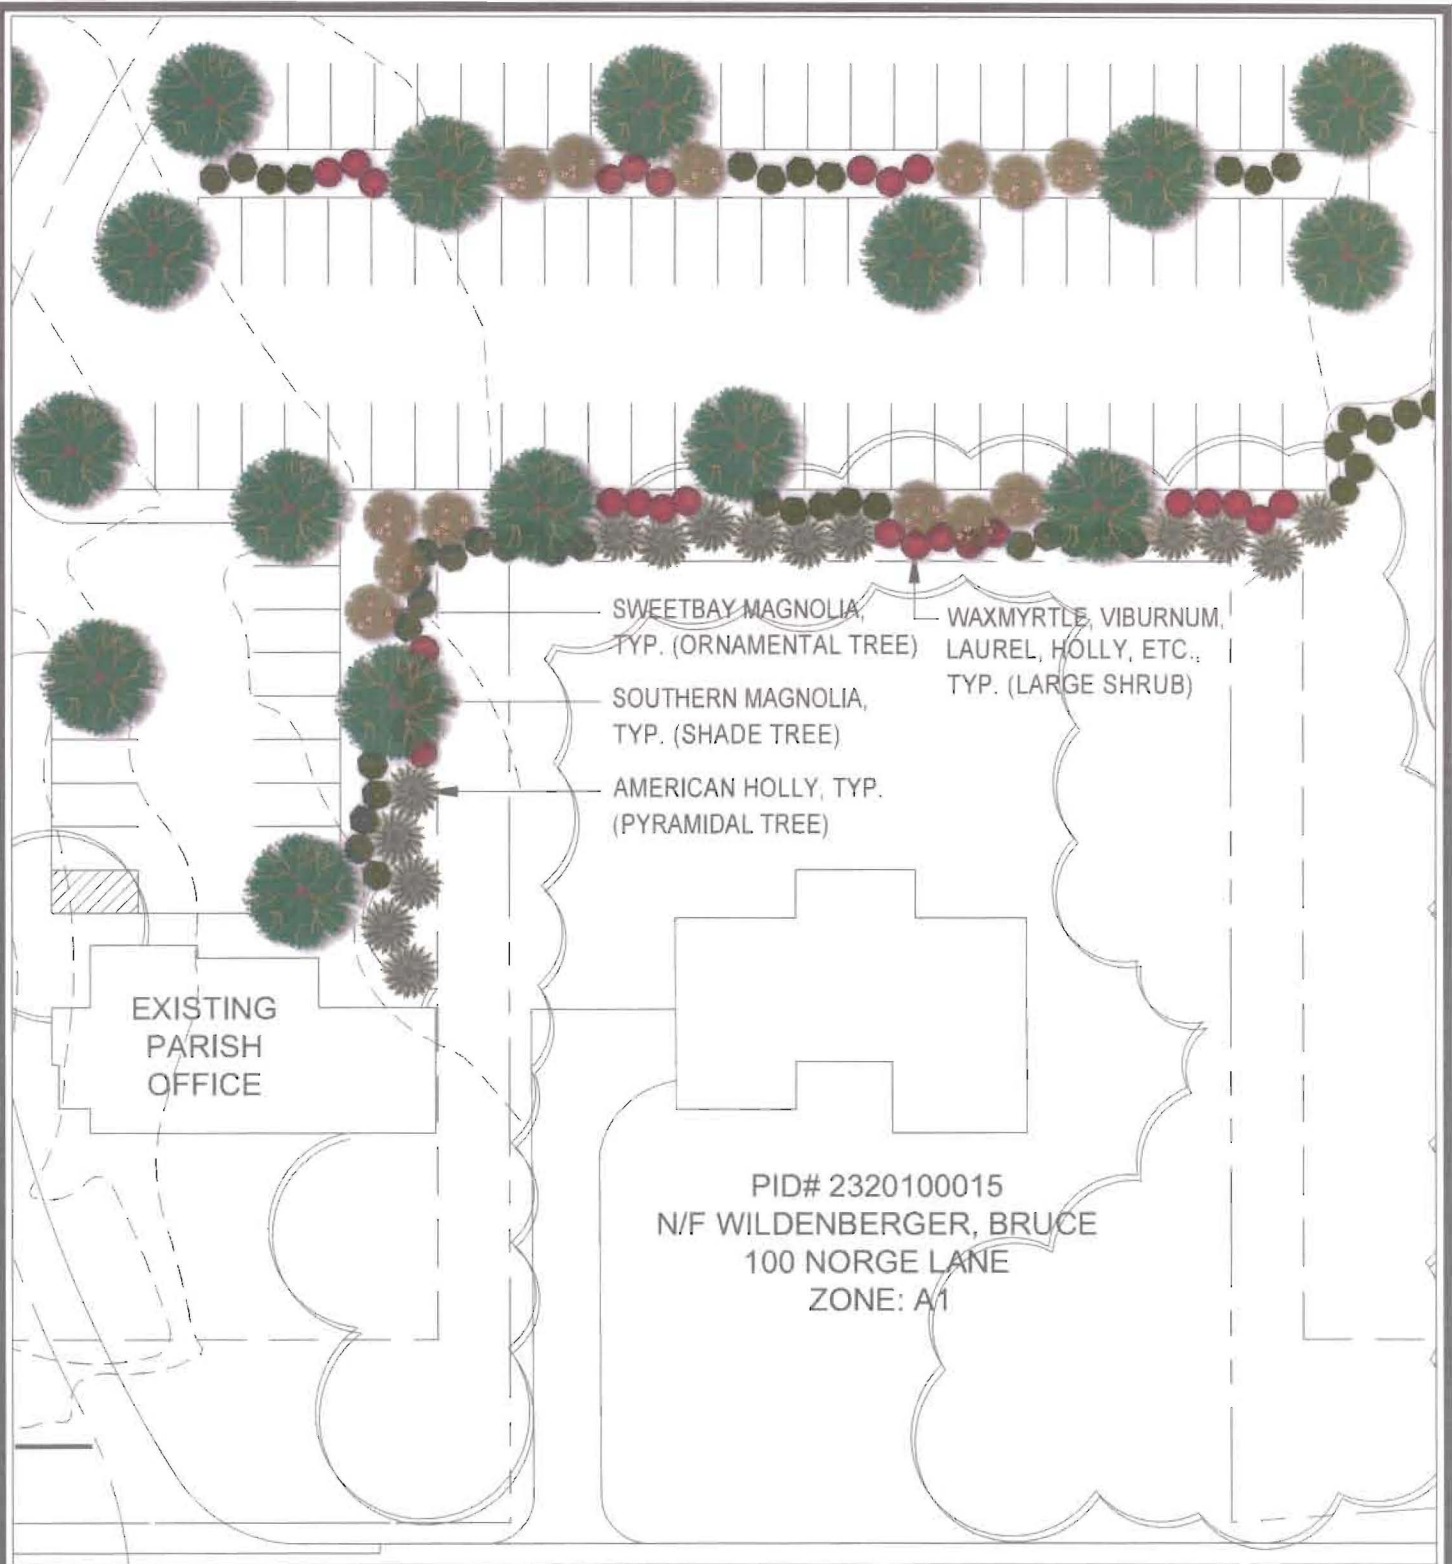 SWEETBAY MAGNOLIA,
TYP. (ORNAMENTAL TREE)
WAXMYRTLE, VIBURNUM,
LAUREL, HOLLY, ETC.,
TYP. (LARGE SHRUB)
SOUTHERN MAGNOLIA,
TYP. (SHADE TREE)
AMERICAN HOLLY, TYP.
(PYRAMIDAL TREE)
EXISTING
PARISH
OFFICE
PID# 2320100015
N/F WILDENBERGER, BRUCE
100 NORGE LANE
ZONE: A1